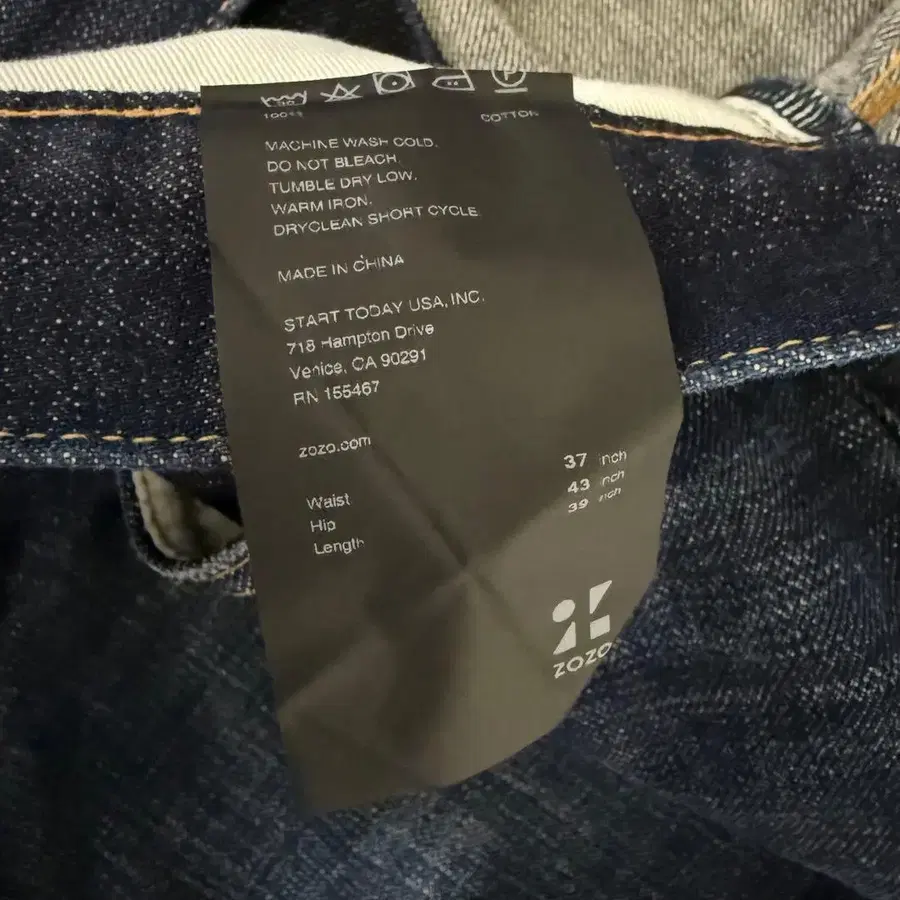 100% COTTON
MACHINE WASH COLD.
DO NOT BLEACH.
TUMBLE DRY LOW.
WARM IRON.
DRYCLEAN SHORT CYCLE
MADE IN CHINA
START TODAY USA, INC.
718 Hampton Drive
Venice, CA 90291
RN 155467
zozo.com
Waist 37 inch
Hip 43 inch
Length 39 inch
ZOZO